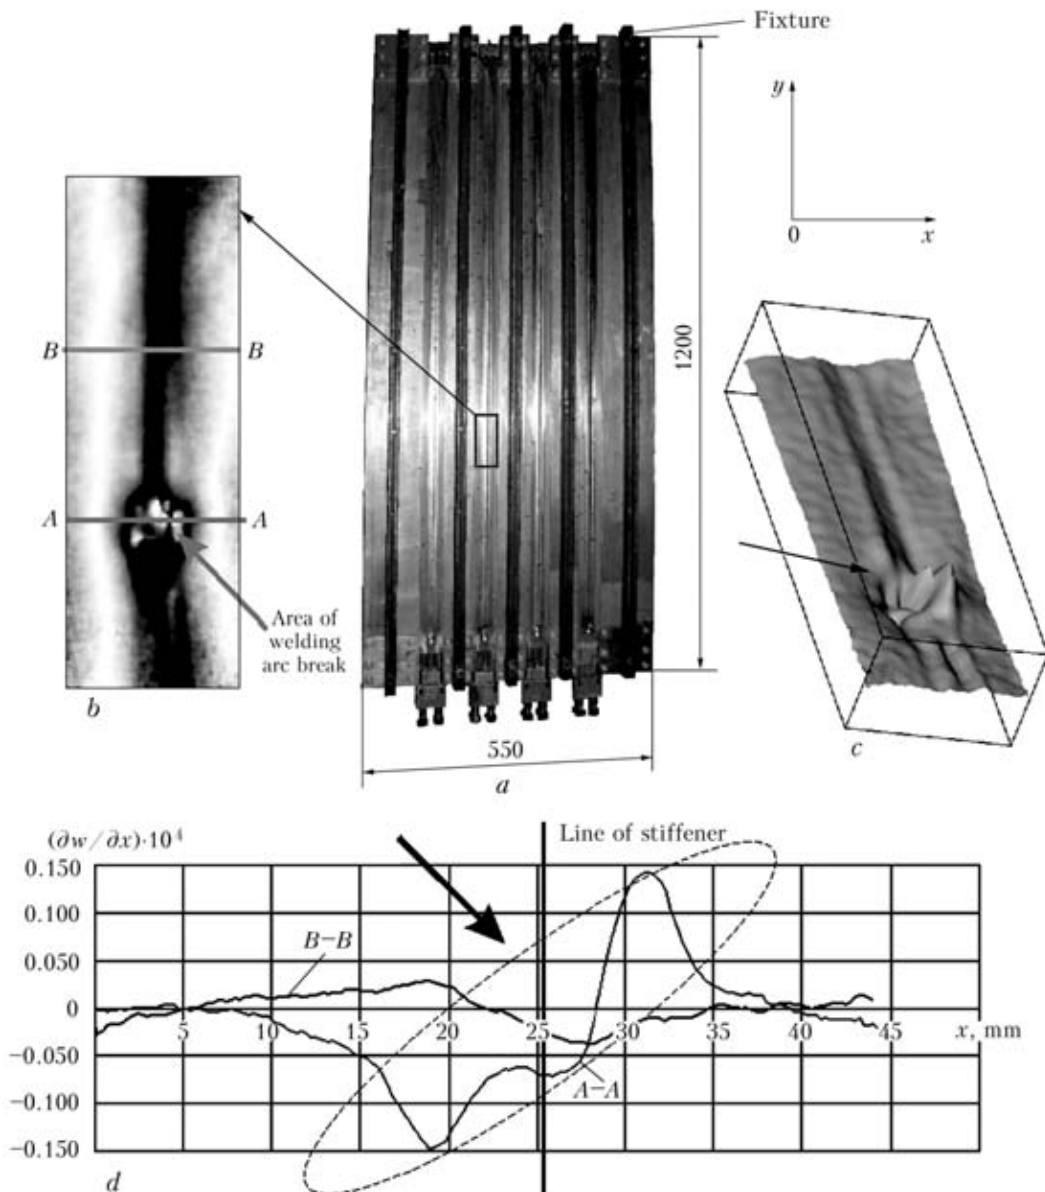 Fixture
y
0
x
1200
B
B
A
A
Area of
welding
arc break
b
550
a
c
(∂w/∂x)·10⁴
Line of stiffener
0.150
0.100
0.050
0
−0.050
−0.100
−0.150
B–B
5
10
15
20
25
30
35
40
45
x, mm
A–A
d